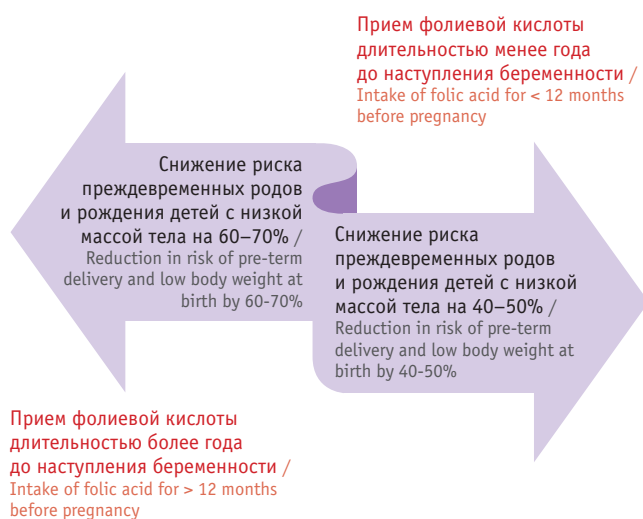 Прием фолиевой кислоты
длительностью менее года
до наступления беременности /
Intake of folic acid for < 12 months
before pregnancy
Снижение риска
преждевременных родов
и рождения детей с низкой
массой тела на 60–70% /
Reduction in risk of pre-term
delivery and low body weight at
birth by 60-70%
Снижение риска
преждевременных родов
и рождения детей с низкой
массой тела на 40–50% /
Reduction in risk of pre-term
delivery and low body weight at
birth by 40-50%
Прием фолиевой кислоты
длительностью более года
до наступления беременности /
Intake of folic acid for > 12 months
before pregnancy